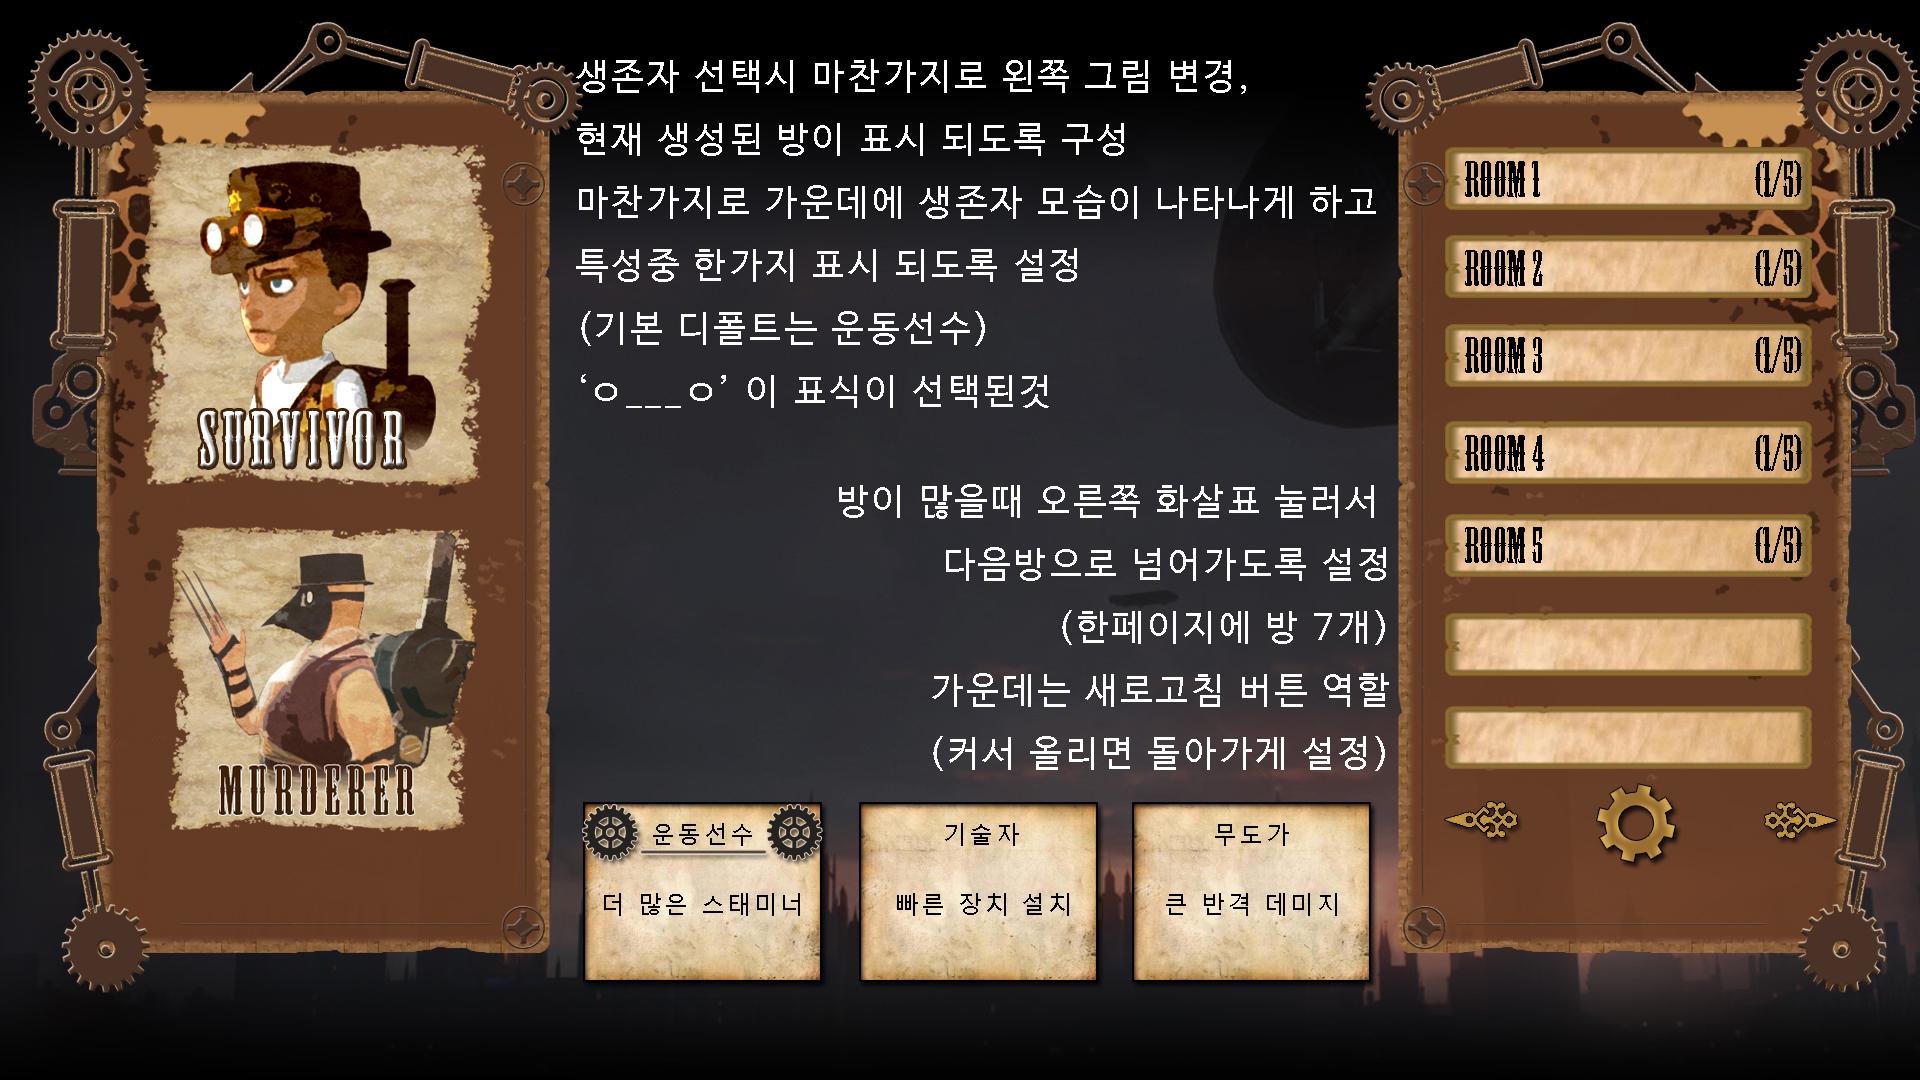 생존자 선택시 마찬가지로 왼쪽 그림 변경,
현재 생성된 방이 표시 되도록 구성
마찬가지로 가운데에 생존자 모습이 나타나게 하고
특성중 한가지 표시 되도록 설정
(기본 디폴트는 운동선수)
‘ㅇ___ㅇ’ 이 표식이 선택된것
방이 많을때 오른쪽 화살표 눌러서
다음방으로 넘어가도록 설정
(한페이지에 방 7개)
가운데는 새로고침 버튼 역할
(커서 올리면 돌아가게 설정)
SURVIVOR
MURDERER
운동선수
더 많은 스태미너
기술자
빠른 장치 설치
무도가
큰 반격 데미지
ROOM 1 (1/5)
ROOM 2 (1/5)
ROOM 3 (1/5)
ROOM 4 (1/5)
ROOM 5 (1/5)